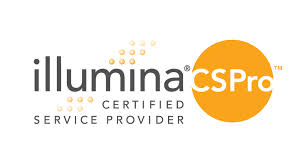 illumina® CSPro™
CERTIFIED
SERVICE PROVIDER